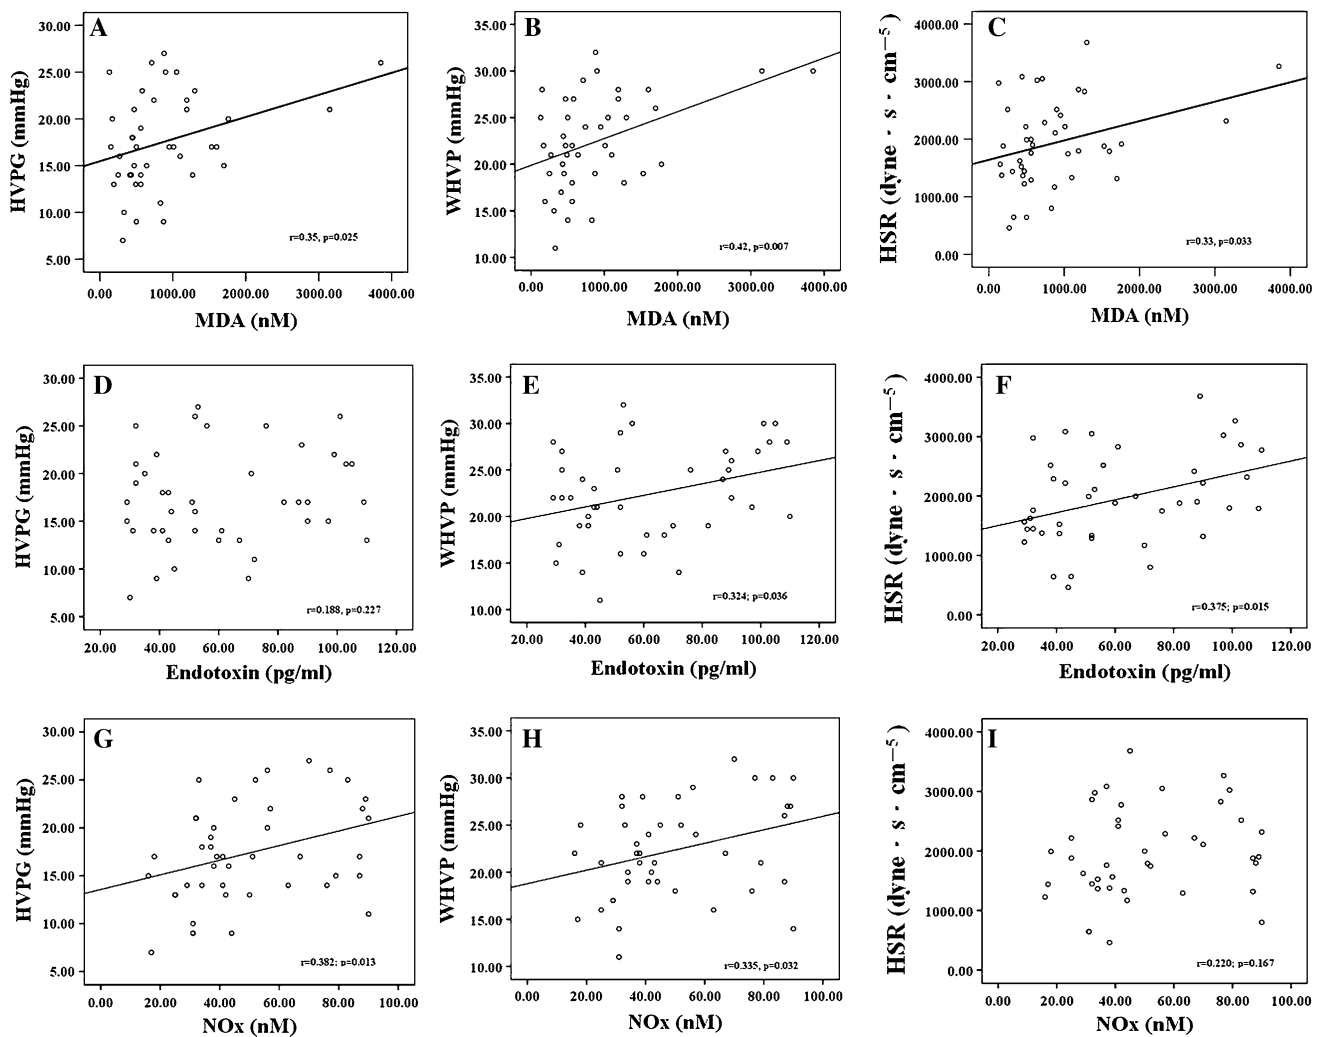 A
30.00
25.00
20.00
15.00
10.00
5.00
HVPG (mmHg)
r=0.35, p=0.025
0.00 1000.00 2000.00 3000.00 4000.00
MDA (nM)
B
35.00
30.00
25.00
20.00
15.00
10.00
WHVP (mmHg)
r=0.42, p=0.007
0.00 1000.00 2000.00 3000.00 4000.00
MDA (nM)
C
4000.00
3000.00
2000.00
1000.00
0.00
HSR (dyne · s · cm⁻⁵)
r=0.33, p=0.033
0.00 1000.00 2000.00 3000.00 4000.00
MDA (nM)
D
30.00
25.00
20.00
15.00
10.00
5.00
HVPG (mmHg)
r=0.188, p=0.227
20.00 40.00 60.00 80.00 100.00 120.00
Endotoxin (pg/ml)
E
35.00
30.00
25.00
20.00
15.00
10.00
WHVP (mmHg)
r=0.324; p=0.036
20.00 40.00 60.00 80.00 100.00 120.00
Endotoxin (pg/ml)
F
4000.00
3000.00
2000.00
1000.00
0.00
HSR (dyne · s · cm⁻⁵)
r=0.375; p=0.015
20.00 40.00 60.00 80.00 100.00 120.00
Endotoxin (pg/ml)
G
30.00
25.00
20.00
15.00
10.00
5.00
HVPG (mmHg)
r=0.382; p=0.013
0.00 20.00 40.00 60.00 80.00 100.00
NOx (nM)
H
35.00
30.00
25.00
20.00
15.00
10.00
WHVP (mmHg)
r=0.335, p=0.032
0.00 20.00 40.00 60.00 80.00 100.00
NOx (nM)
I
4000.00
3000.00
2000.00
1000.00
0.00
HSR (dyne · s · cm⁻⁵)
r=0.220; p=0.167
0.00 20.00 40.00 60.00 80.00 100.00
NOx (nM)